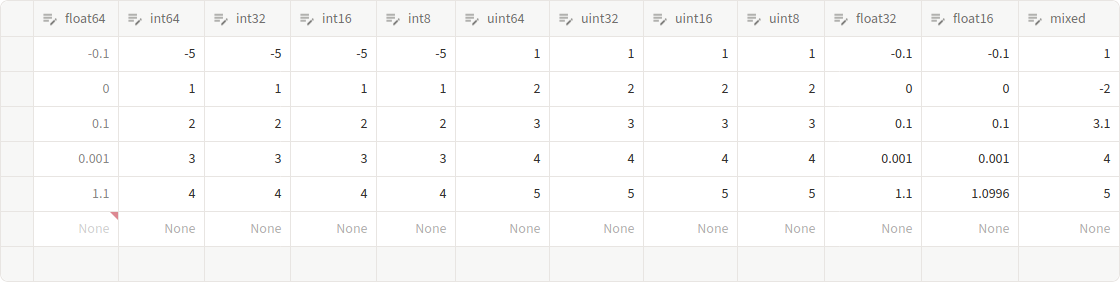 float64 int64 int32 int16 int8 uint64 uint32 uint16 uint8 float32 float16 mixed
-0.1 -5 -5 -5 -5 1 1 1 1 -0.1 -0.1 1
0 1 1 1 1 2 2 2 2 0 0 -2
0.1 2 2 2 2 3 3 3 3 0.1 0.1 3.1
0.001 3 3 3 3 4 4 4 4 0.001 0.001 4
1.1 4 4 4 4 5 5 5 5 1.1 1.0996 5
None None None None None None None None None None None None